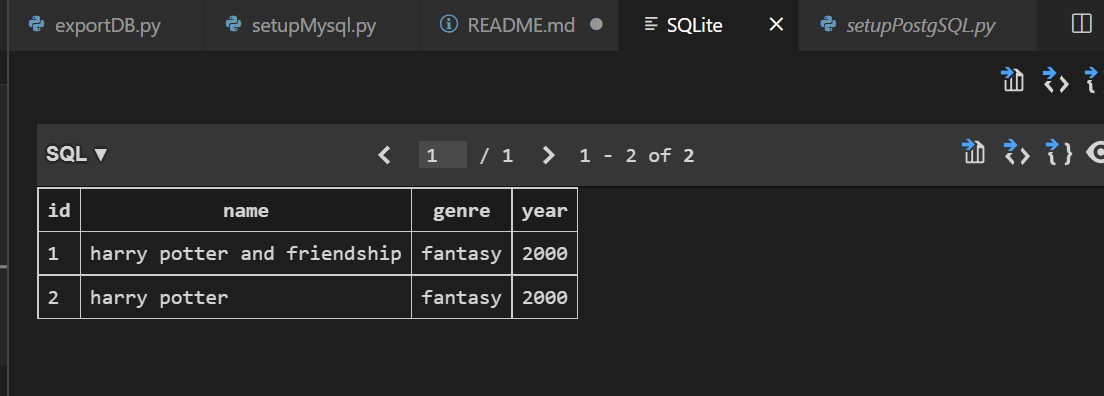 exportDB.py setupMysql.py README.md SQLite setupPostgSQL.py
SQL 1 / 1 1 - 2 of 2
id name genre year
1 harry potter and friendship fantasy 2000
2 harry potter fantasy 2000